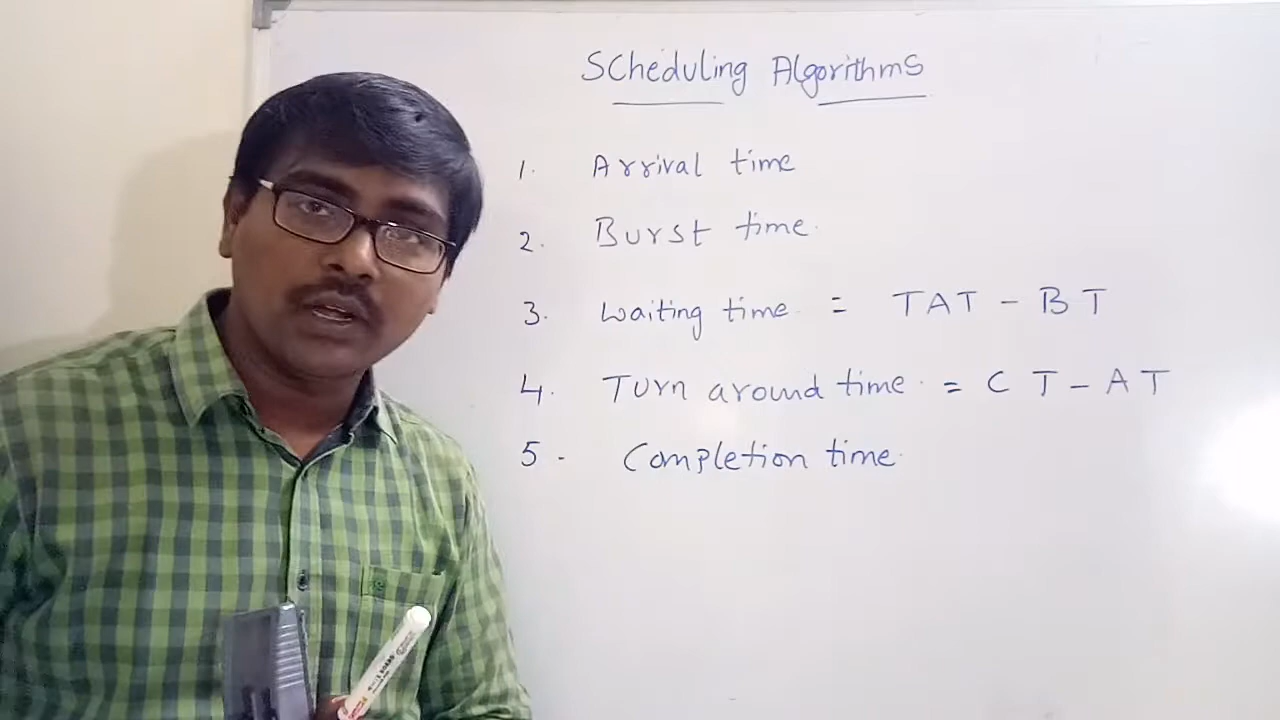 Scheduling Algorithms
1. Arrival time
2. Burst time.
3. Waiting time. = TAT - BT
4. Turn around time. = CT - AT
5. Completion time.